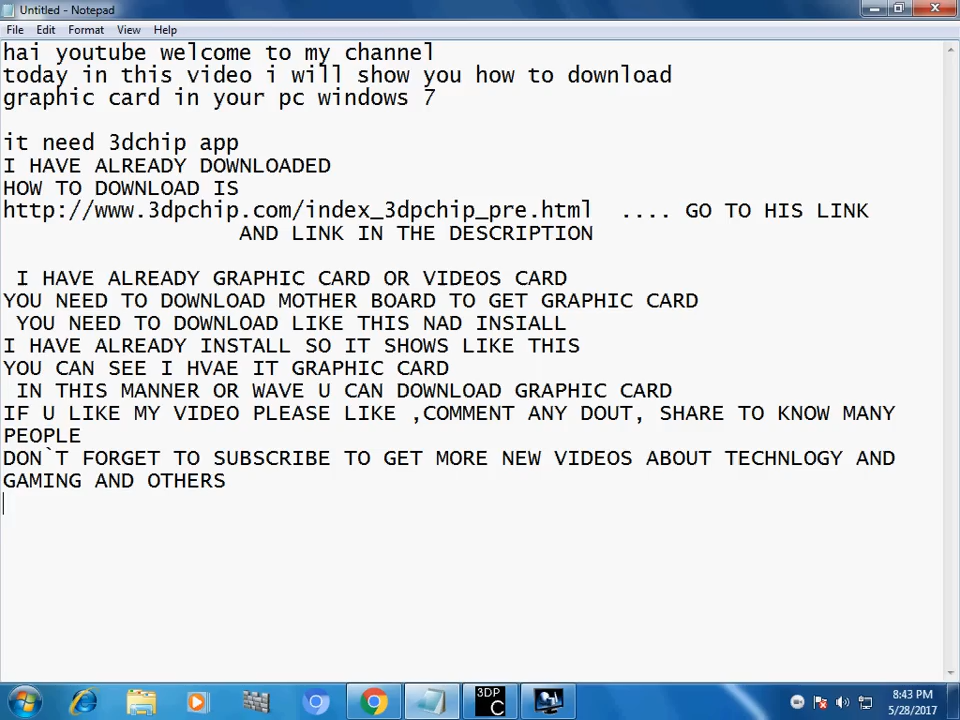 Untitled - Notepad
File Edit Format View Help
hai youtube welcome to my channel
today in this video i will show you how to download
graphic card in your pc windows 7
it need 3dchip app
I HAVE ALREADY DOWNLOADED
HOW TO DOWNLOAD IS
http://www.3dpchip.com/index_3dpchip_pre.html .... GO TO HIS LINK
AND LINK IN THE DESCRIPTION
I HAVE ALREADY GRAPHIC CARD OR VIDEOS CARD
YOU NEED TO DOWNLOAD MOTHER BOARD TO GET GRAPHIC CARD
YOU NEED TO DOWNLOAD LIKE THIS NAD INSIALL
I HAVE ALREADY INSTALL SO IT SHOWS LIKE THIS
YOU CAN SEE I HVAE IT GRAPHIC CARD
IN THIS MANNER OR WAVE U CAN DOWNLOAD GRAPHIC CARD
IF U LIKE MY VIDEO PLEASE LIKE ,COMMENT ANY DOUT, SHARE TO KNOW MANY
PEOPLE
DON`T FORGET TO SUBSCRIBE TO GET MORE NEW VIDEOS ABOUT TECHNLOGY AND
GAMING AND OTHERS
3DP
C
8:43 PM
5/28/2017